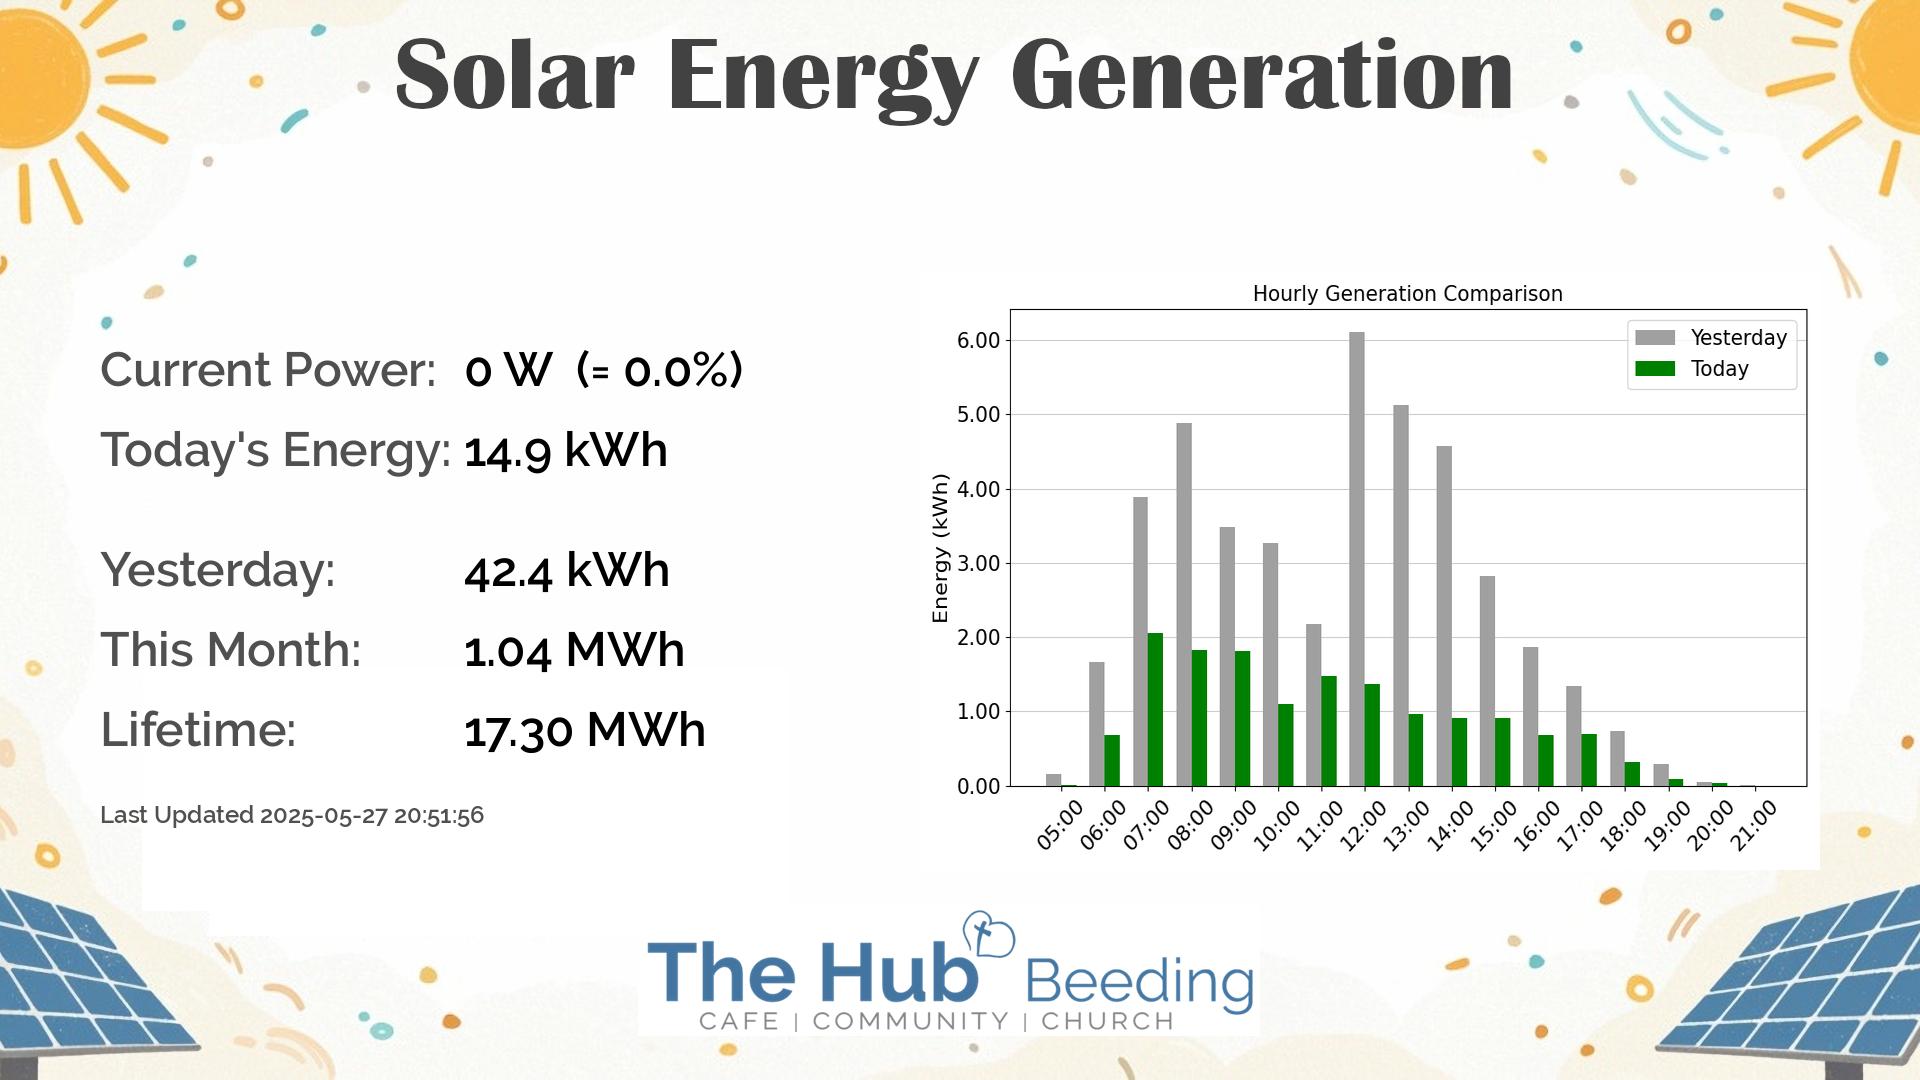 Solar Energy Generation
Current Power: 0 W (= 0.0%)
Today's Energy: 14.9 kWh
Yesterday: 42.4 kWh
This Month: 1.04 MWh
Lifetime: 17.30 MWh
Last Updated 2025-05-27 20:51:56
Hourly Generation Comparison
Yesterday
Today
Energy (kWh)
6.00
5.00
4.00
3.00
2.00
1.00
0.00
05:00 06:00 07:00 08:00 09:00 10:00 11:00 12:00 13:00 14:00 15:00 16:00 17:00 18:00 19:00 20:00 21:00
The Hub Beeding
CAFE | COMMUNITY | CHURCH